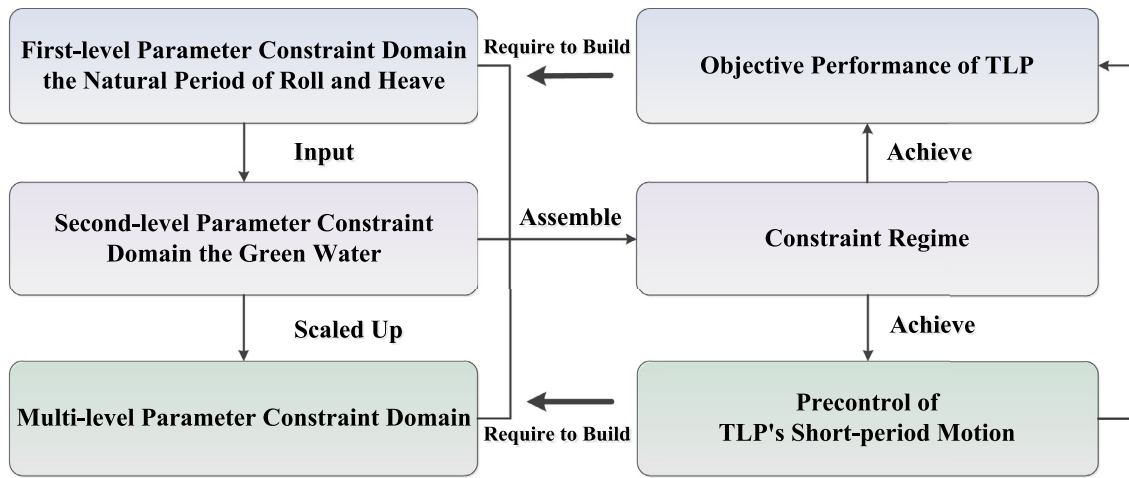 First-level Parameter Constraint Domain
the Natural Period of Roll and Heave
Require to Build
Objective Performance of TLP
Input
Achieve
Second-level Parameter Constraint
Domain the Green Water
Assemble
Constraint Regime
Scaled Up
Achieve
Multi-level Parameter Constraint Domain
Require to Build
Precontrol of
TLP's Short-period Motion